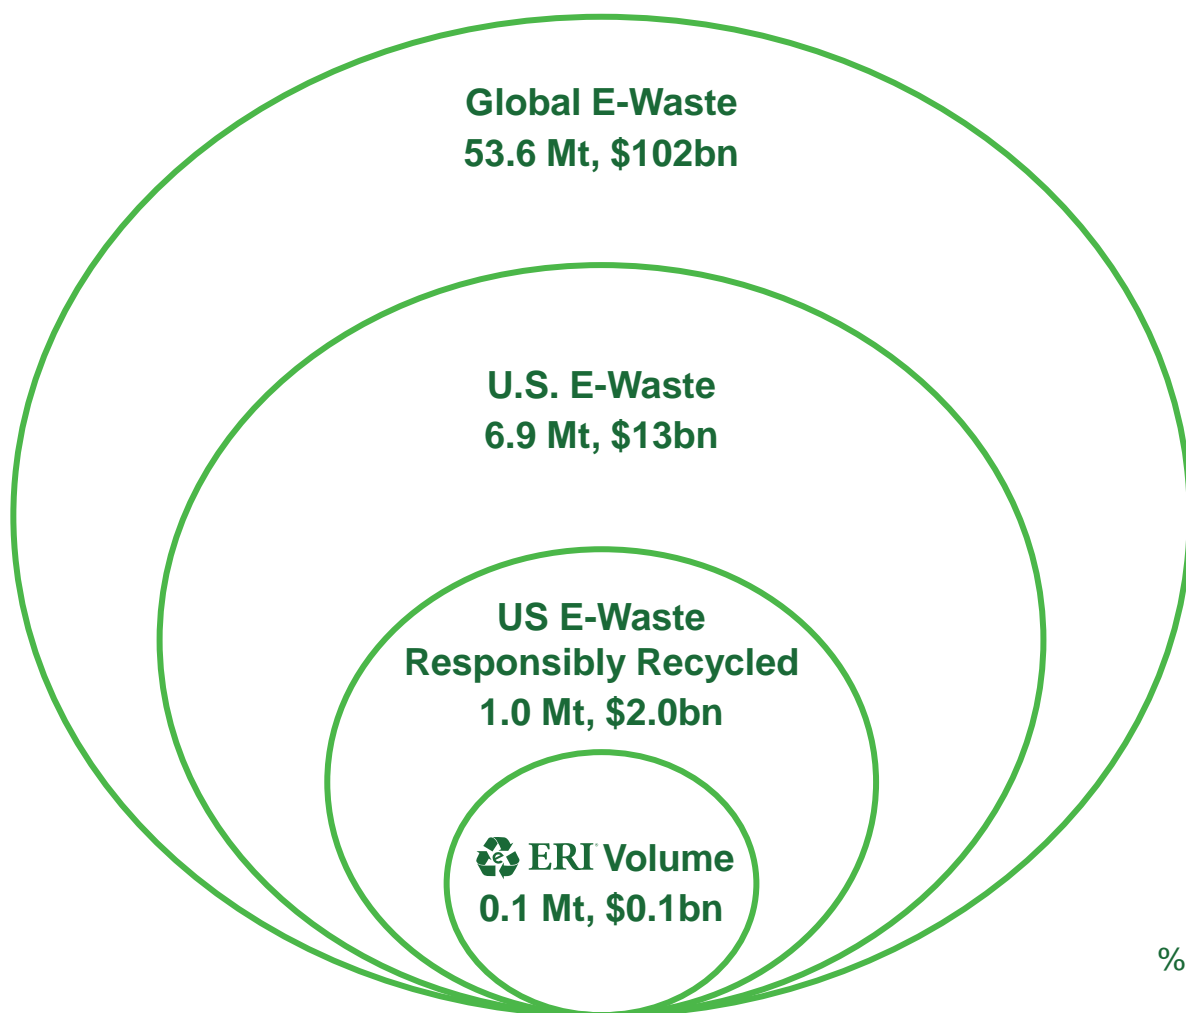 Global E-Waste
53.6 Mt, $102bn
U.S. E-Waste
6.9 Mt, $13bn
US E-Waste
Responsibly Recycled
1.0 Mt, $2.0bn
e ERI Volume
0.1 Mt, $0.1bn
%